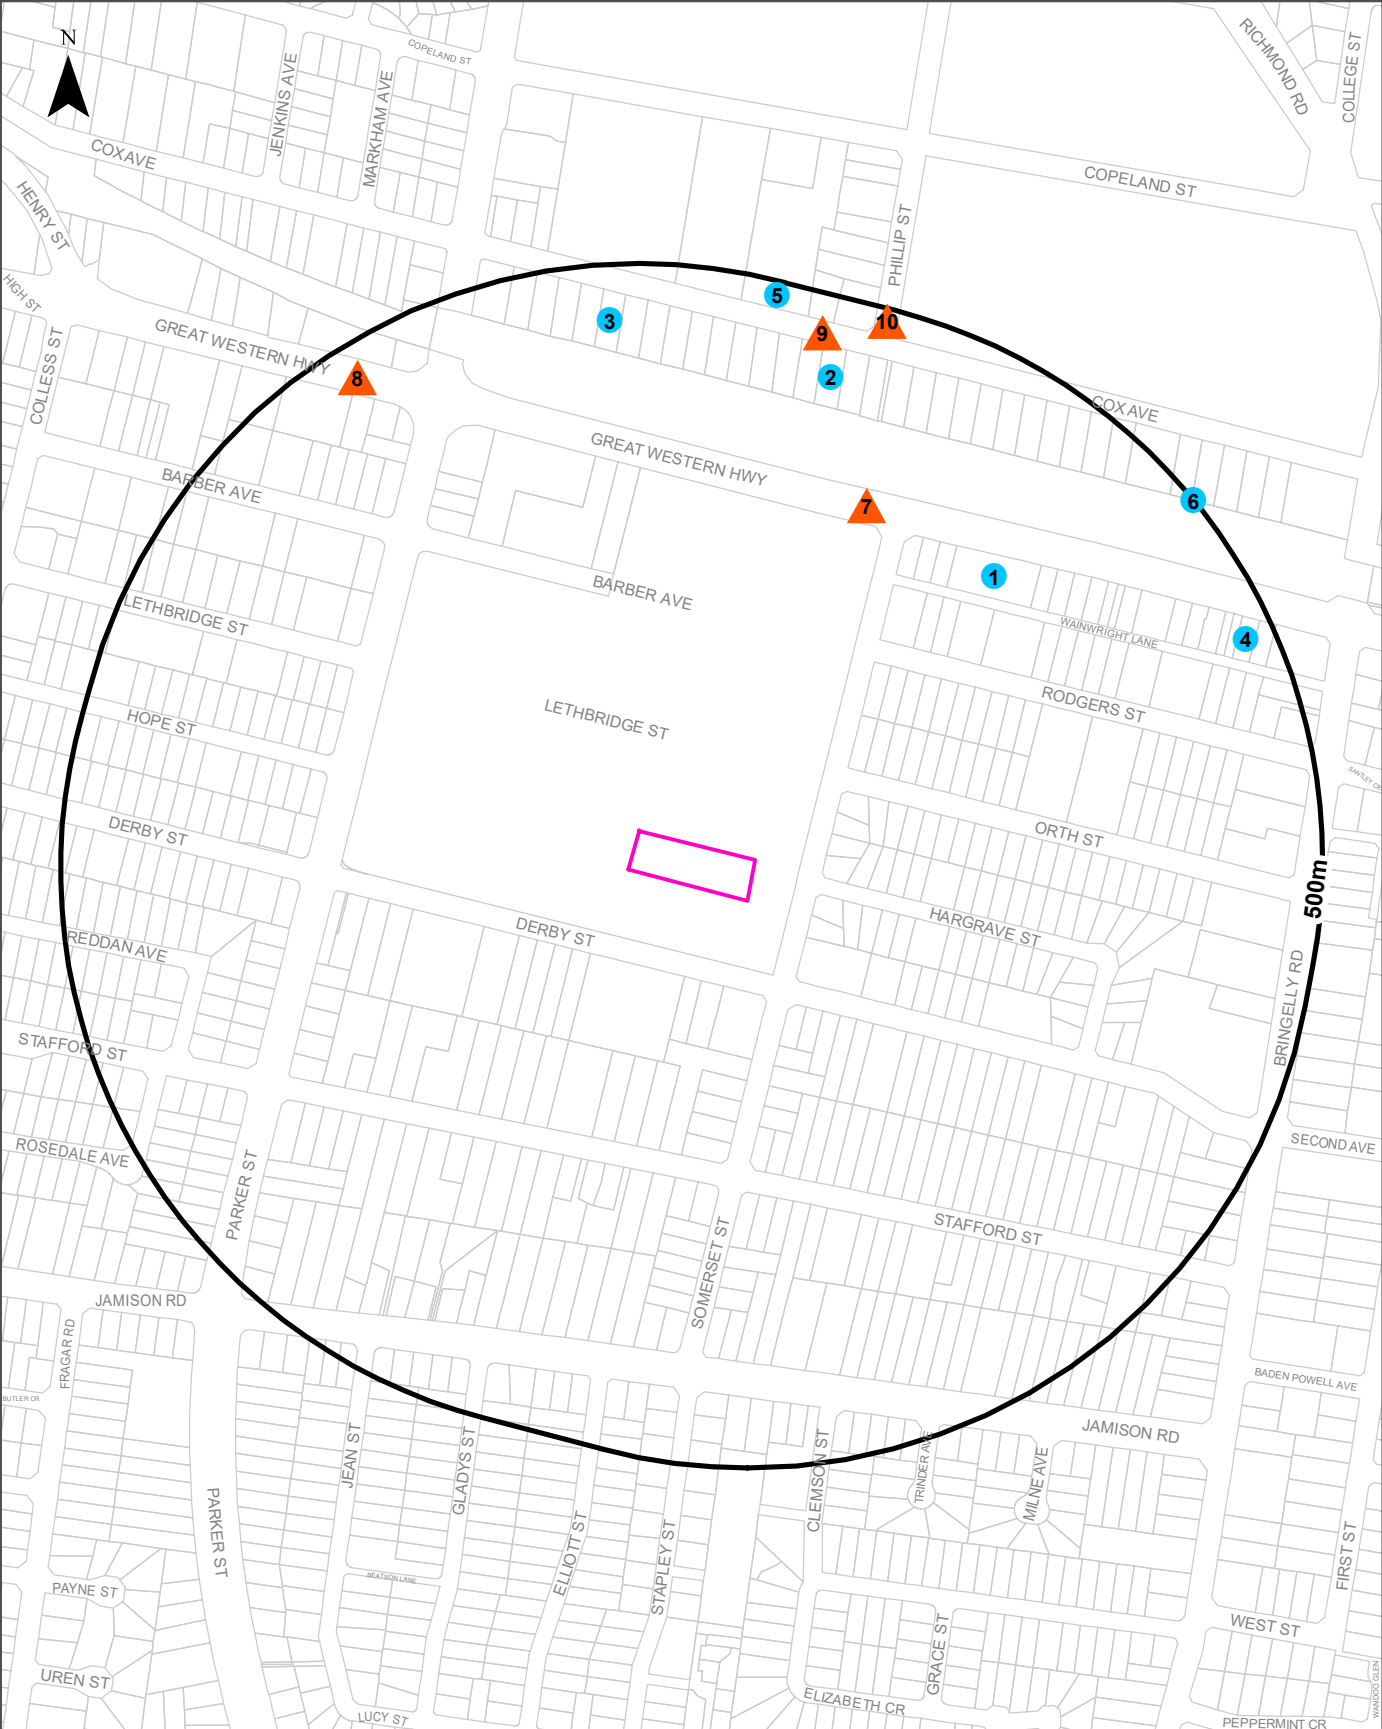 N
COPELAND ST
RICHMOND RD
COLLEGE ST
JENKINS AVE
MARKHAM AVE
COX AVE
HENRY ST
COPELAND ST
PHILLIP ST
HIGH ST
5
3
9
10
2
GREAT WESTERN HWY
8
COLLESS ST
COX AVE
GREAT WESTERN HWY
BARBER AVE
7
6
1
BARBER AVE
LETHBRIDGE ST
WAINWRIGHT LANE
4
RODGERS ST
HOPE ST
LETHBRIDGE ST
DERBY ST
ORTH ST
500m
DERBY ST
HARGRAVE ST
REDDAN AVE
BRINGELLY RD
STAFFORD ST
SECOND AVE
ROSEDALE AVE
PARKER ST
STAFFORD ST
SOMERSET ST
JAMISON RD
FRAGAR RD
BADEN POWELL AVE
BUTLER CR
JAMISON RD
JEAN ST
GLADYS ST
CLEMSON ST
TRINDER AVE
MILNE AVE
PARKER ST
ELLIOTT ST
STAPLEY ST
FIRST ST
BEATSON LANE
PAYNE ST
WEST ST
GRACE ST
UREN ST
WANDOO GLEN
ELIZABETH CR
LUCY ST
PEPPERMINT CR